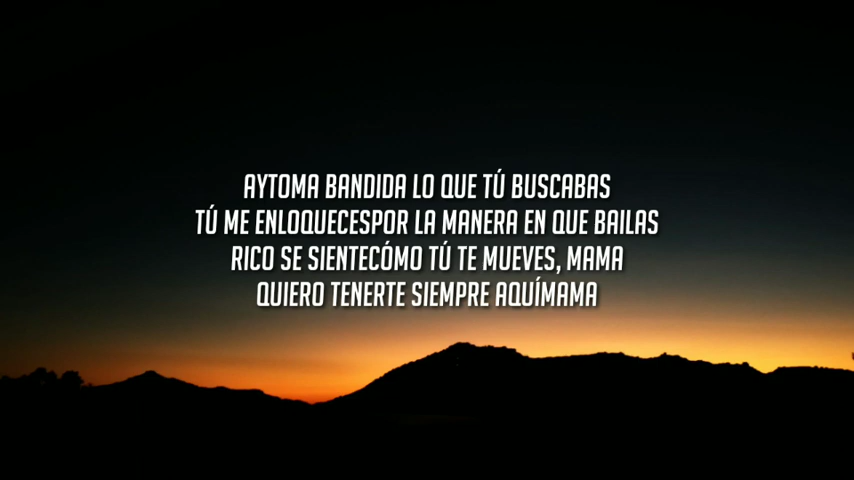 AYTOMA BANDIDA LO QUE TÚ BUSCABAS
TÚ ME ENLOQUECESPOR LA MANERA EN QUE BAILAS
RICO SE SIENTECÓMO TÚ TE MUEVES, MAMA
QUIERO TENERTE SIEMPRE AQUÍMAMA